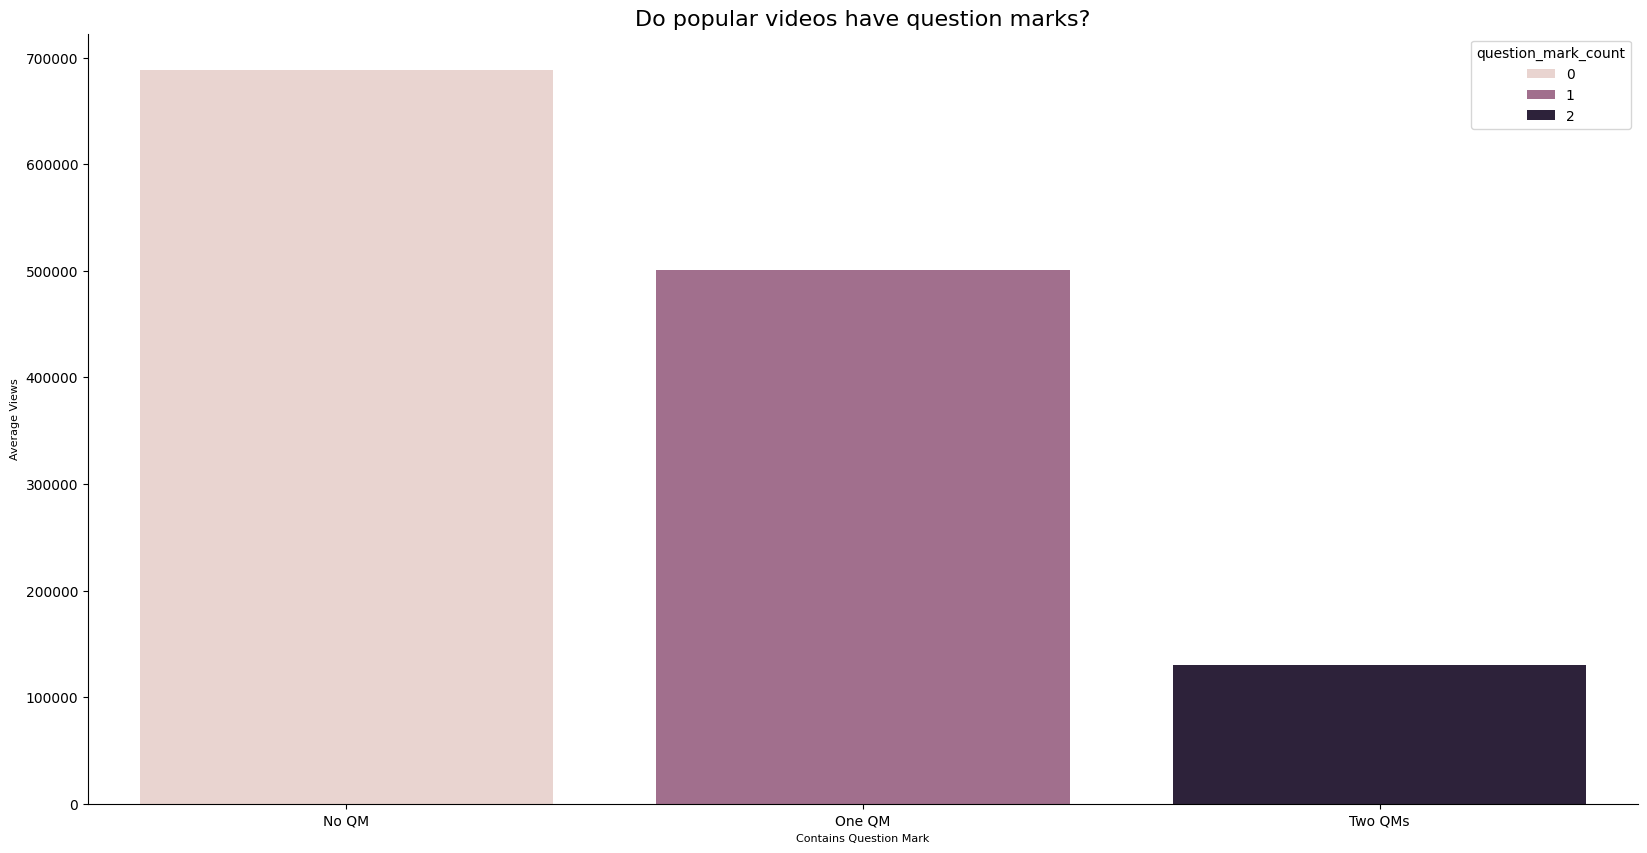 Do popular videos have question marks?
question_mark_count
0
1
2
700000
600000
500000
400000
300000
200000
100000
0
Average Views
No QM
One QM
Two QMs
Contains Question Mark